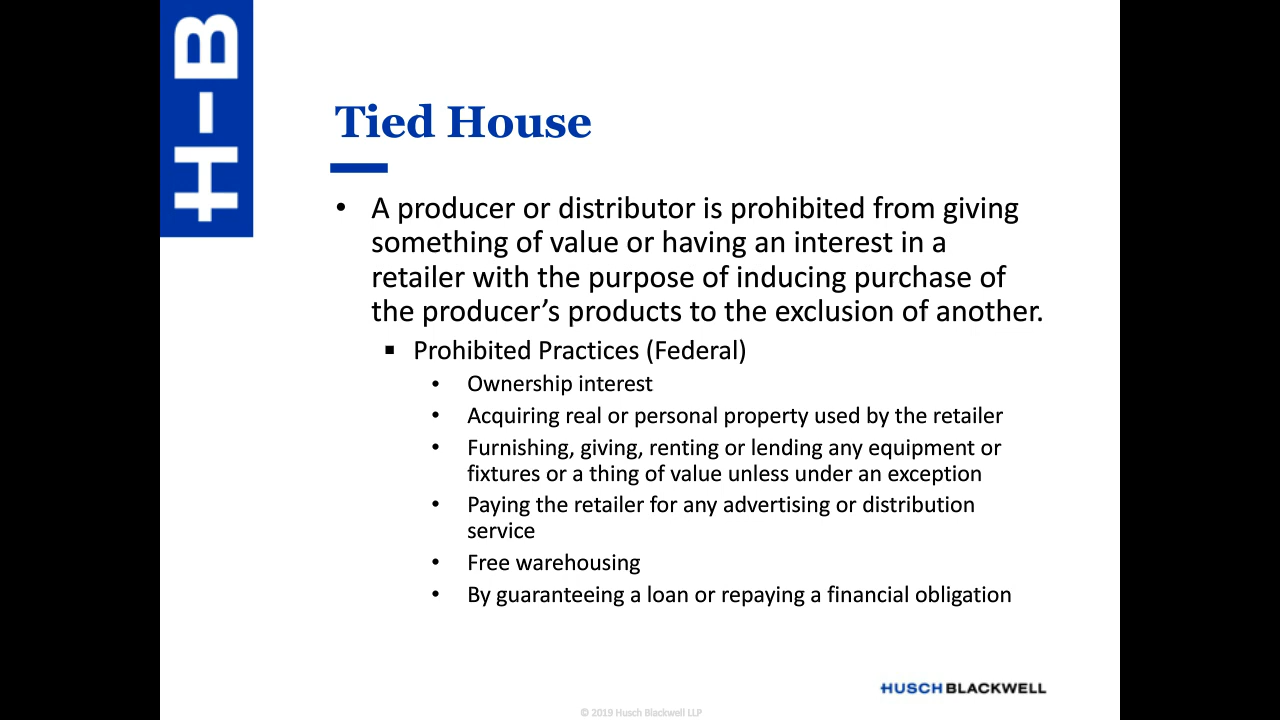 H-B
Tied House
• A producer or distributor is prohibited from giving
something of value or having an interest in a
retailer with the purpose of inducing purchase of
the producer’s products to the exclusion of another.
▪ Prohibited Practices (Federal)
• Ownership interest
• Acquiring real or personal property used by the retailer
• Furnishing, giving, renting or lending any equipment or
fixtures or a thing of value unless under an exception
• Paying the retailer for any advertising or distribution
service
• Free warehousing
• By guaranteeing a loan or repaying a financial obligation
HUSCH BLACKWELL
© 2019 Husch Blackwell LLP